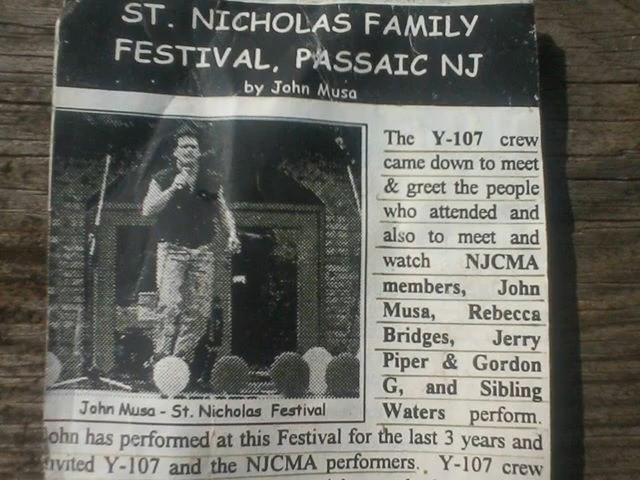 ST. NICHOLAS FAMILY
FESTIVAL, PASSAIC NJ
by John Musa
The Y-107 crew
came down to meet
& greet the people
who attended and
also to meet and
watch NJCMA
members, John
Musa, Rebecca
Bridges, Jerry
Piper & Gordon
G, and Sibling
Waters perform.
John Musa - St. Nicholas Festival
John has performed at this Festival for the last 3 years and
invited Y-107 and the NJCMA performers. Y-107 crew